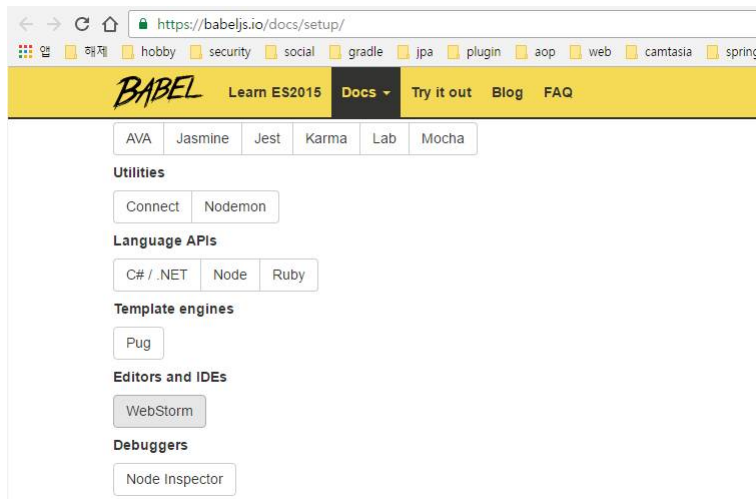 https://babeljs.io/docs/setup/
앱 해제 hobby security social gradle jpa plugin aop web camtasia spring
BABEL Learn ES2015 Docs Try it out Blog FAQ
AVA Jasmine Jest Karma Lab Mocha
Utilities
Connect Nodemon
Language APIs
C# / .NET Node Ruby
Template engines
Pug
Editors and IDEs
WebStorm
Debuggers
Node Inspector